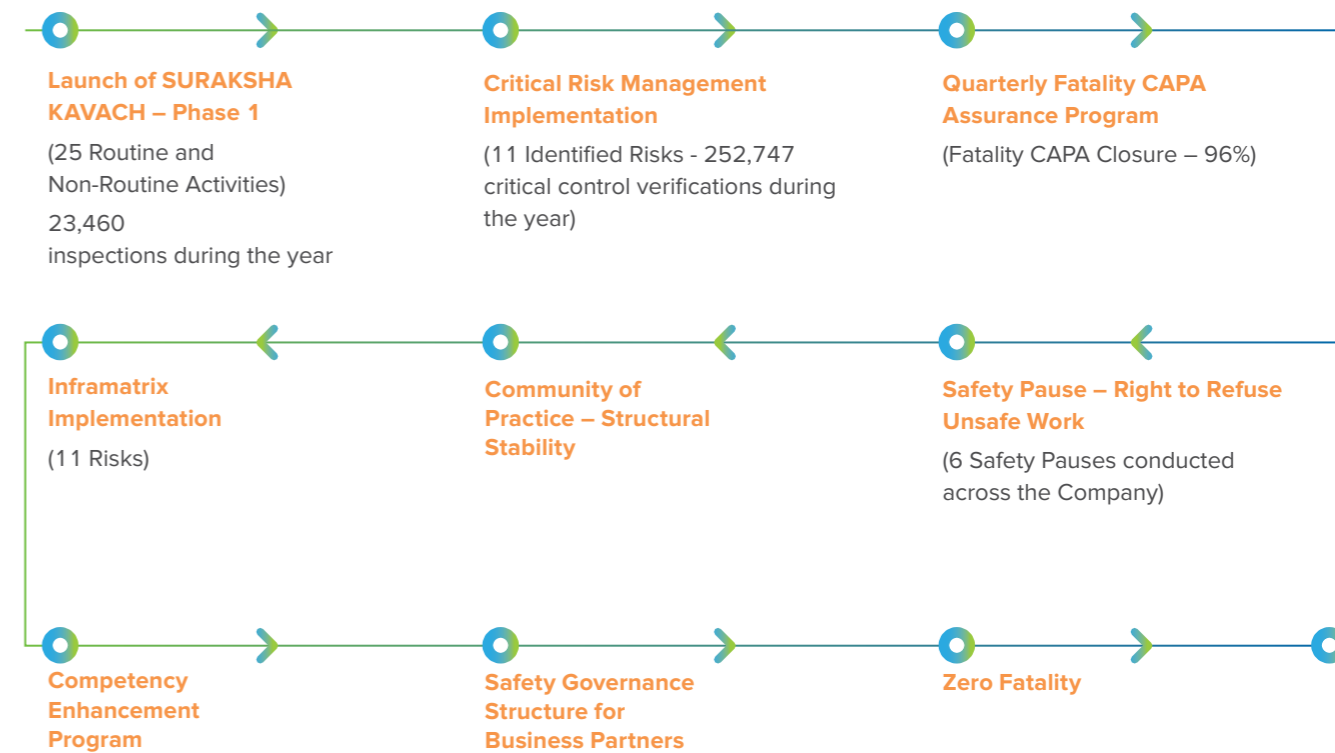 Launch of SURAKSHA
KAVACH – Phase 1
(25 Routine and
Non-Routine Activities)
23,460
inspections during the year
Critical Risk Management
Implementation
(11 Identified Risks - 252,747
critical control verifications during
the year)
Quarterly Fatality CAPA
Assurance Program
(Fatality CAPA Closure – 96%)
Safety Pause – Right to Refuse
Unsafe Work
(6 Safety Pauses conducted
across the Company)
Community of
Practice – Structural
Stability
Inframatrix
Implementation
(11 Risks)
Competency
Enhancement
Program
Safety Governance
Structure for
Business Partners
Zero Fatality